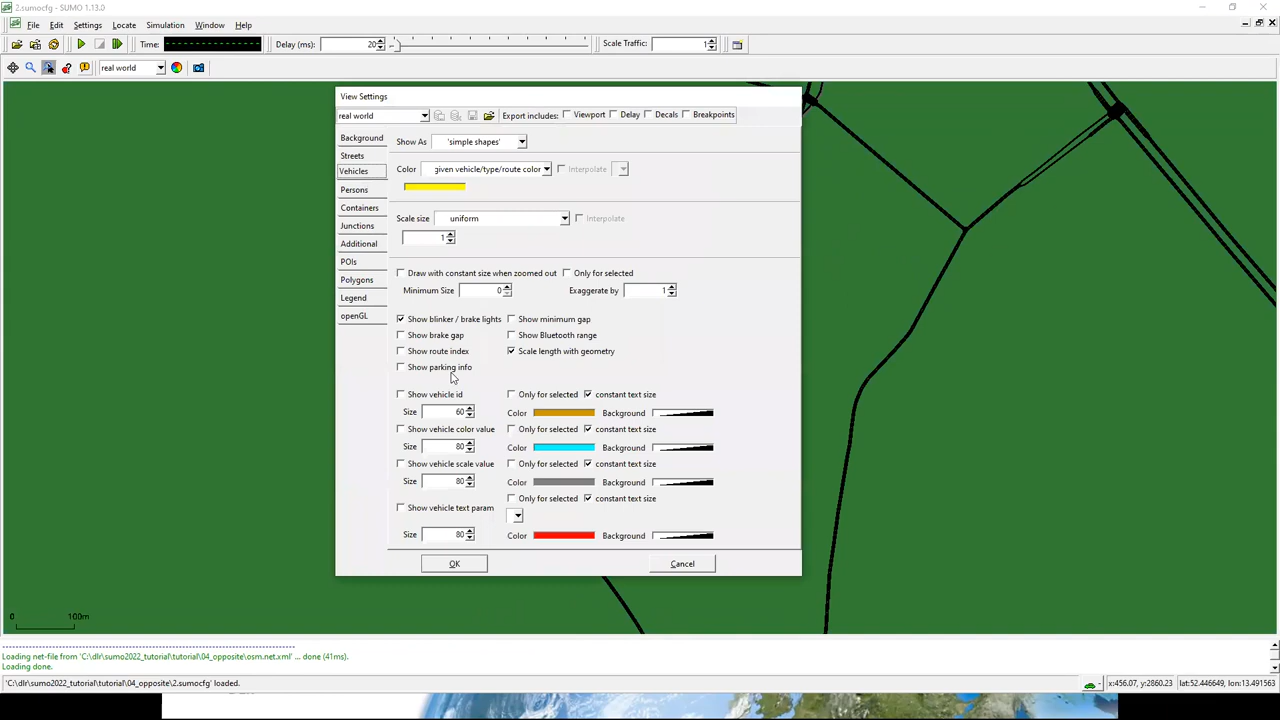 2.sumocfg - SUMO 1.13.0
File Edit Settings Locate Simulation Window Help
Time: Delay (ms): 20 Scale Traffic: 1
real world
View Settings
real world Export includes: Viewport Delay Decals Breakpoints
Background
Streets
Vehicles
Persons
Containers
Junctions
Additional
POIs
Polygons
Legend
openGL
Show As 'simple shapes'
Color given vehicle/type/route color Interpolate
Scale size uniform Interpolate
1
Draw with constant size when zoomed out Only for selected
Minimum Size 0 Exaggerate by 1
Show blinker / brake lights Show minimum gap
Show brake gap Show Bluetooth range
Show route index Scale length with geometry
Show parking info
Show vehicle id Only for selected constant text size
Size 60 Color Background
Show vehicle color value Only for selected constant text size
Size 80 Color Background
Show vehicle scale value Only for selected constant text size
Size 80 Color Background
Only for selected constant text size
Show vehicle text param
Size 80 Color Background
OK Cancel
0 100m
Loading net-file from 'C:\dlr\sumo2022_tutorial\tutorial\04_opposite\osm.net.xml' ... done (41ms).
Loading done.
'C:\dlr\sumo2022_tutorial\tutorial\04_opposite\2.sumocfg' loaded. x:456.07, y:2860.23 lat:52.446649, lon:13.491563